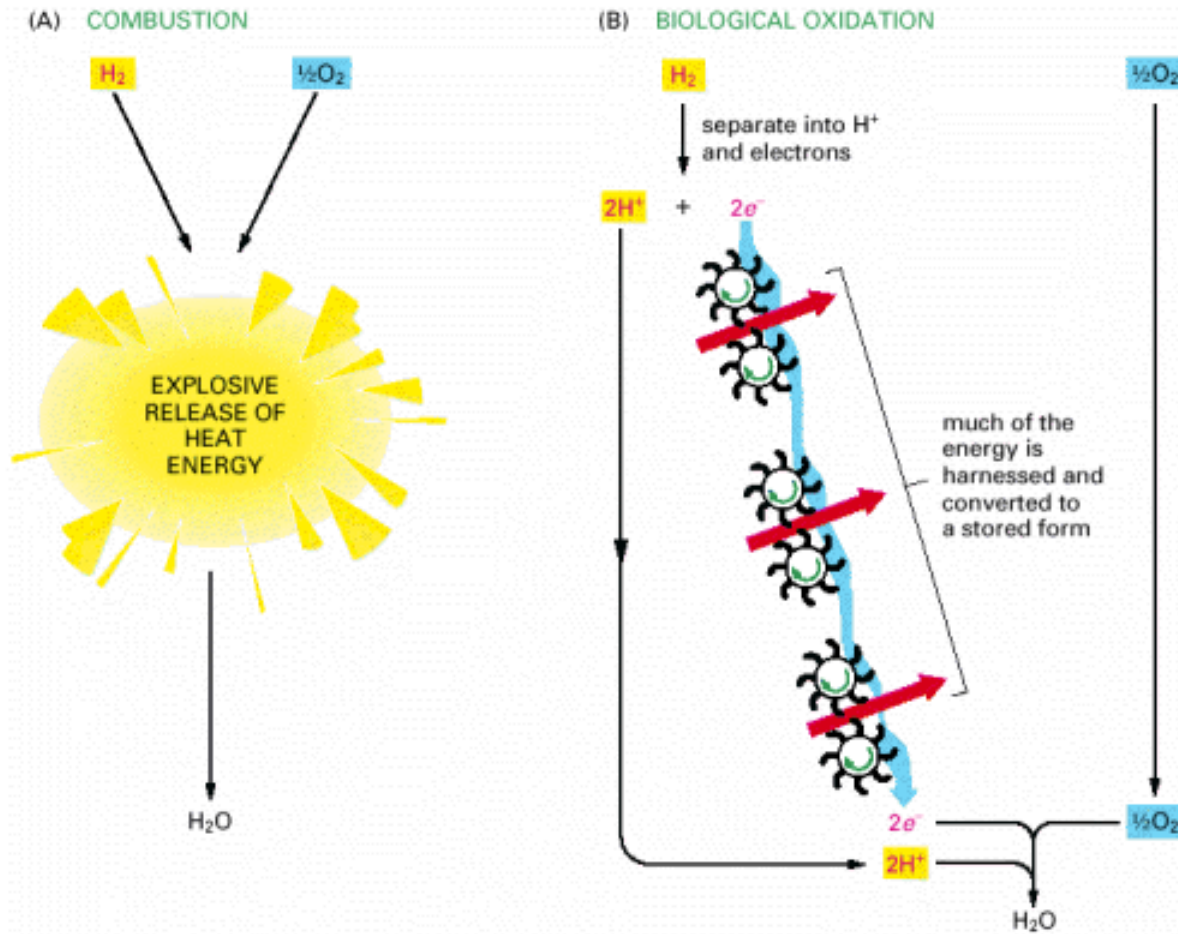 (A) COMBUSTION
H₂
½O₂
EXPLOSIVE
RELEASE OF
HEAT
ENERGY
H₂O
(B) BIOLOGICAL OXIDATION
H₂
½O₂
separate into H⁺
and electrons
2H⁺ + 2e⁻
much of the
energy is
harnessed and
converted to
a stored form
2e⁻
½O₂
2H⁺
H₂O